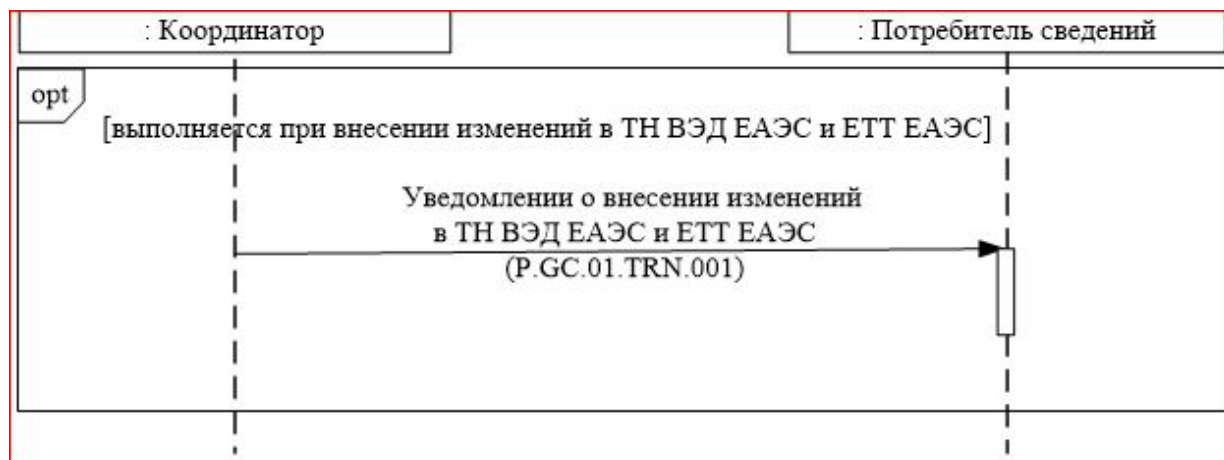 : Координатор
: Потребитель сведений
opt
[выполняется при внесении изменений в ТН ВЭД ЕАЭС и ЕТТ ЕАЭС]
Уведомлении о внесении изменений
в ТН ВЭД ЕАЭС и ЕТТ ЕАЭС
(P.GC.01.TRN.001)